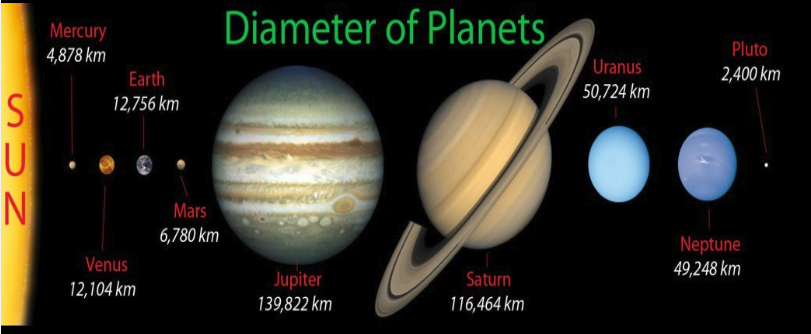 Diameter of Planets
SUN
Mercury
4,878 km
Venus
12,104 km
Earth
12,756 km
Mars
6,780 km
Jupiter
139,822 km
Saturn
116,464 km
Uranus
50,724 km
Neptune
49,248 km
Pluto
2,400 km